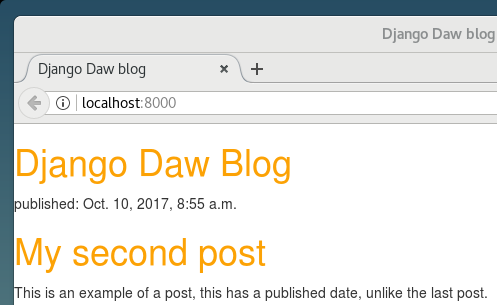 Django Daw blog
Django Daw blog
localhost:8000
Django Daw Blog
published: Oct. 10, 2017, 8:55 a.m.
My second post
This is an example of a post, this has a published date, unlike the last post.